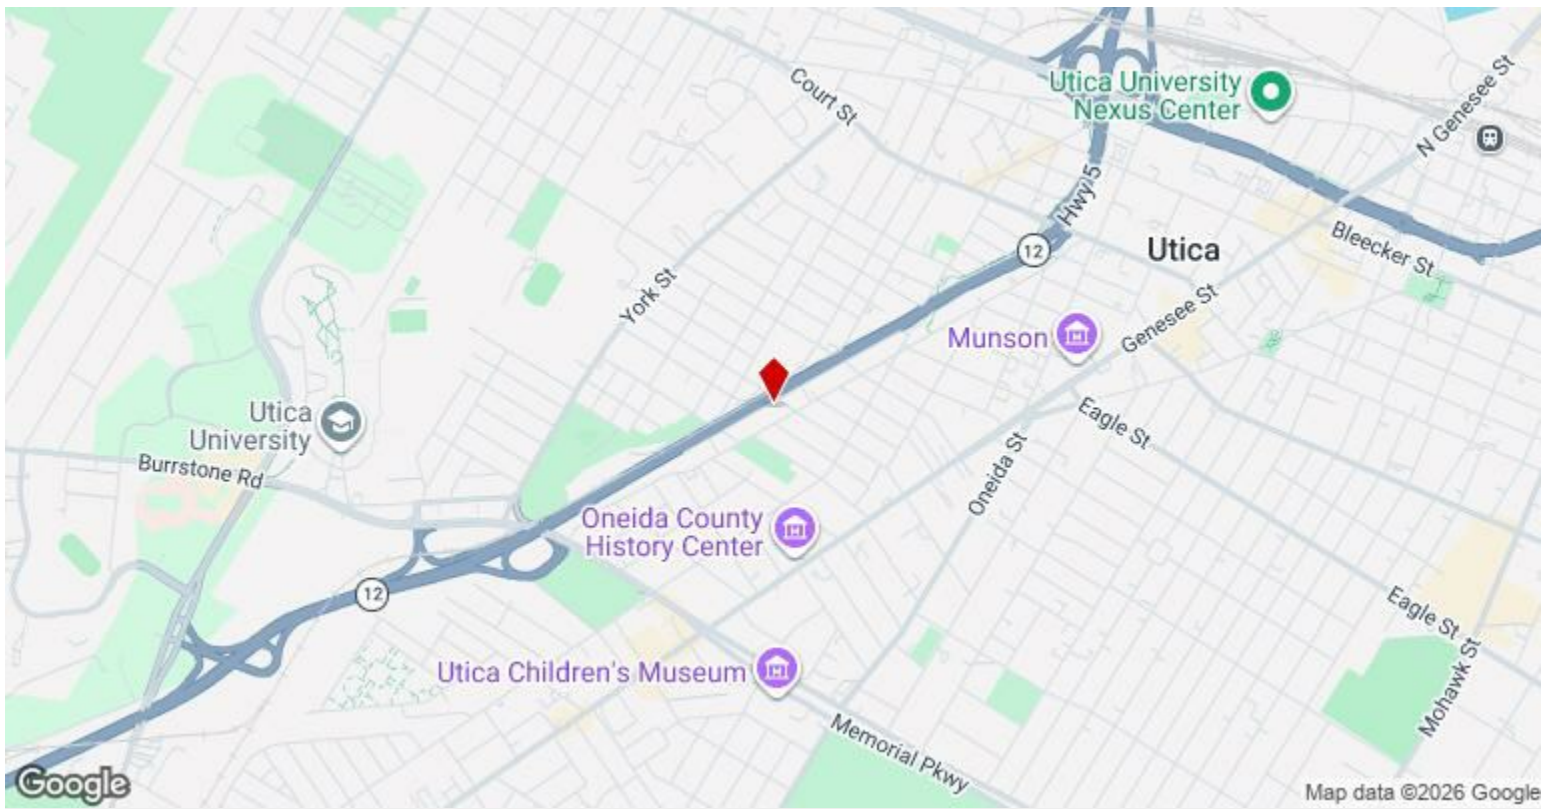 Court St
Utica University
Nexus Center
N Genesee St
Hwy 5
12
Utica
Bleecker St
York St
Munson
Genesee St
Utica
University
Eagle St
Burrstone Rd
Oneida St
Oneida County
History Center
12
Eagle St
Utica Children's Museum
Mohawk St
Memorial Pkwy
Google
Map data ©2026 Google